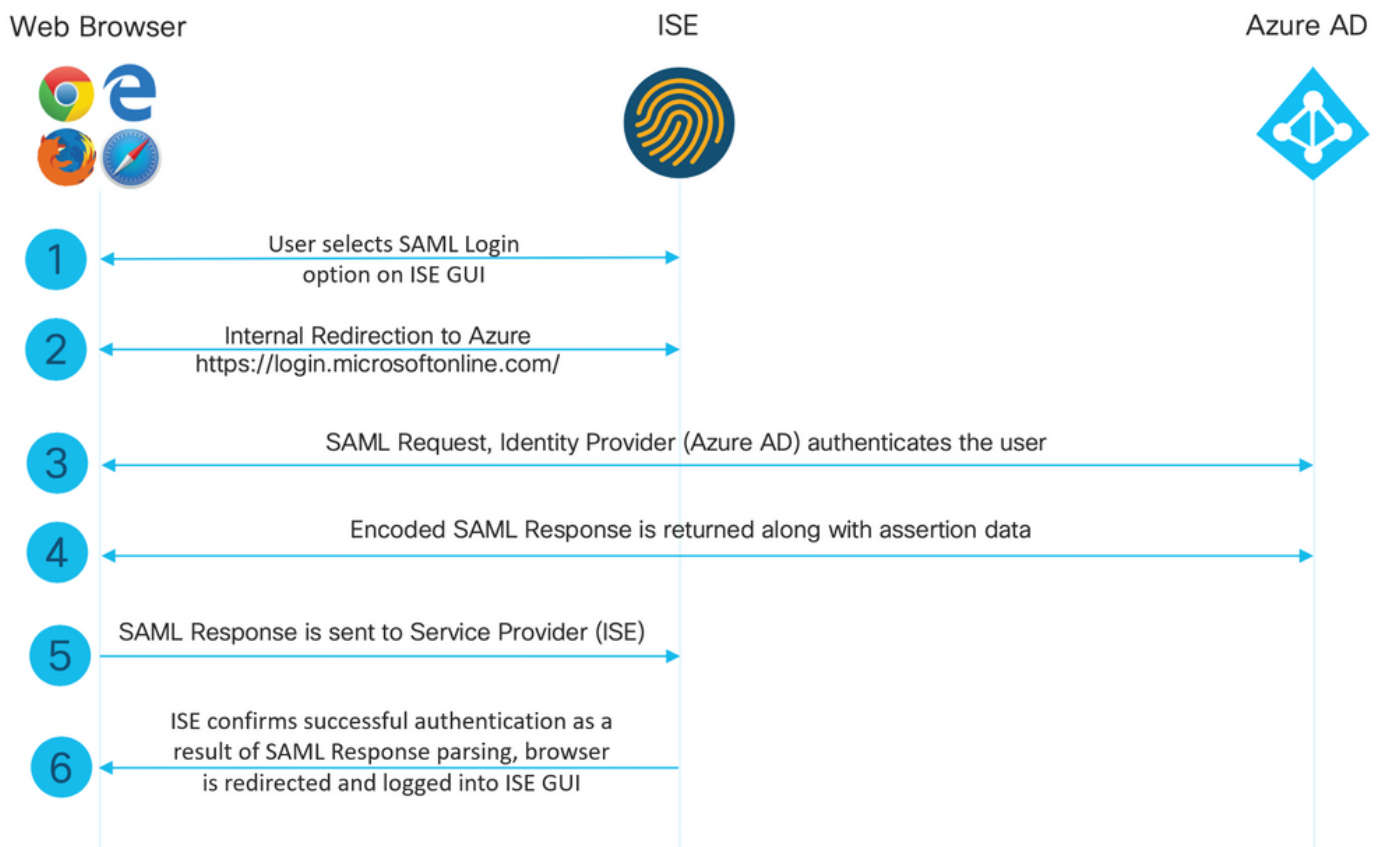 Web Browser
ISE
Azure AD
1
User selects SAML Login
option on ISE GUI
2
Internal Redirection to Azure
https://login.microsoftonline.com/
3
SAML Request, Identity Provider (Azure AD) authenticates the user
4
Encoded SAML Response is returned along with assertion data
5
SAML Response is sent to Service Provider (ISE)
6
ISE confirms successful authentication as a
result of SAML Response parsing, browser
is redirected and logged into ISE GUI